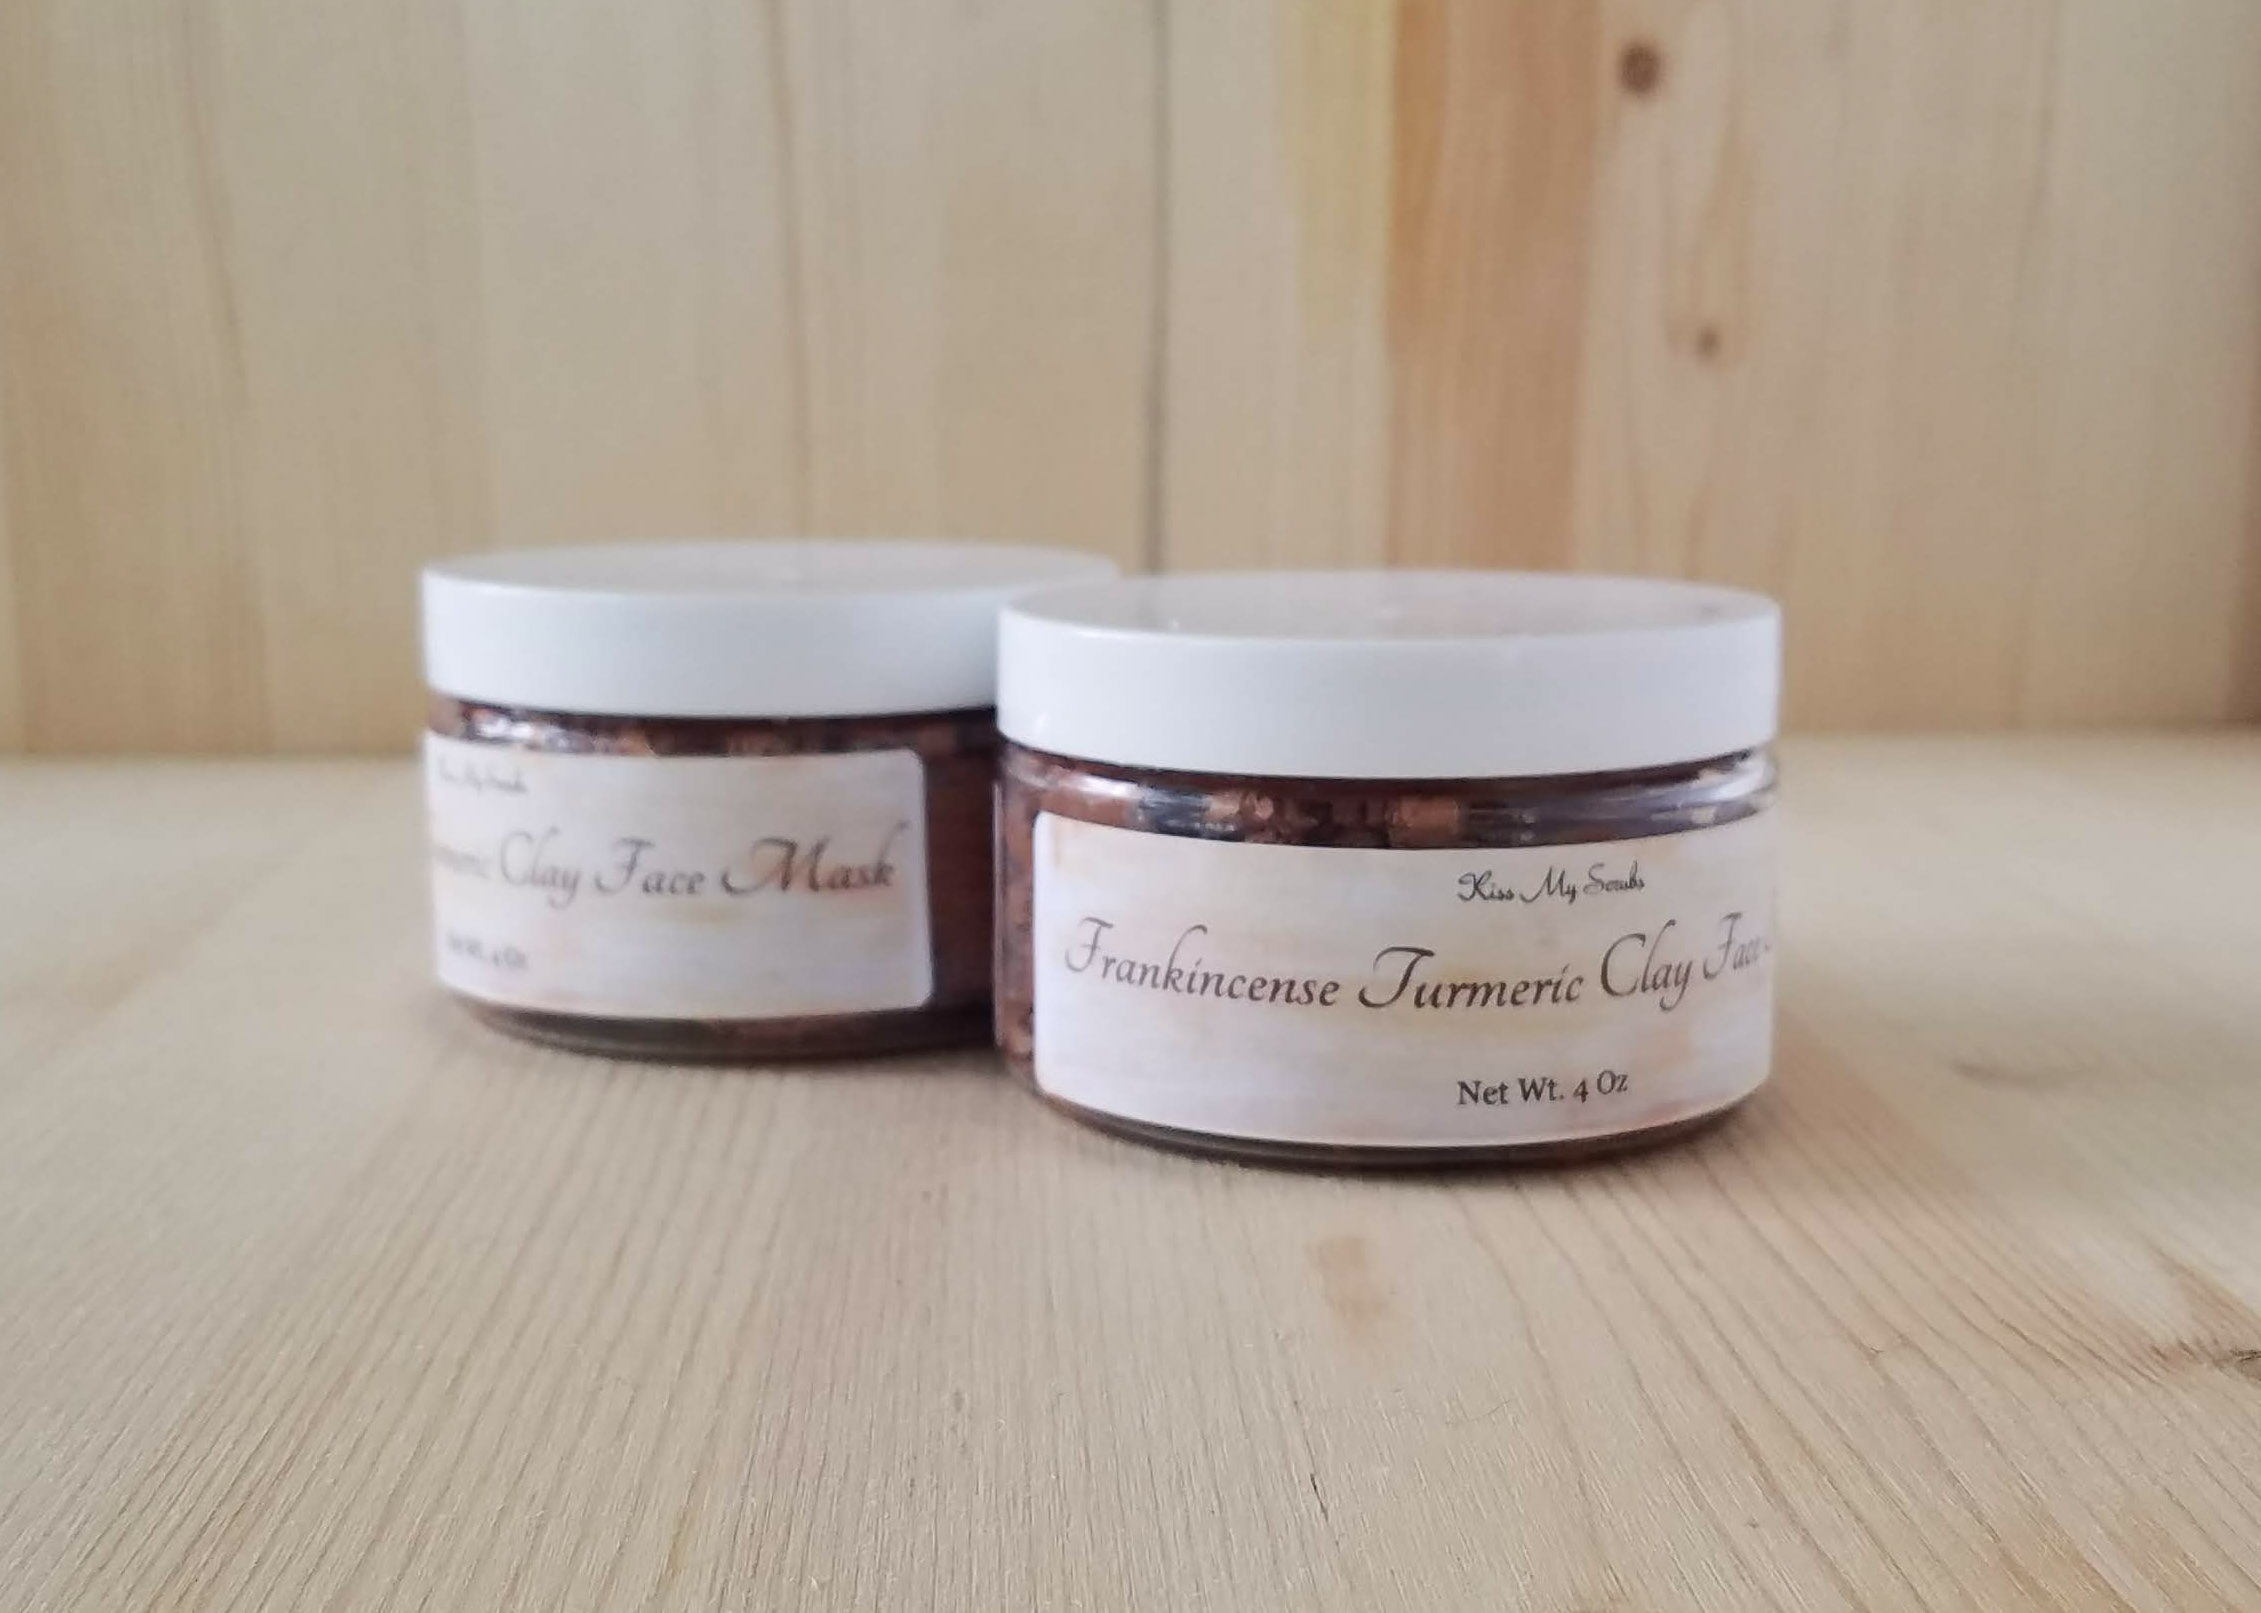 Clay Face Mask
Kiss My Scrubs
Frankincense Turmeric Clay Face
Net Wt. 4 Oz